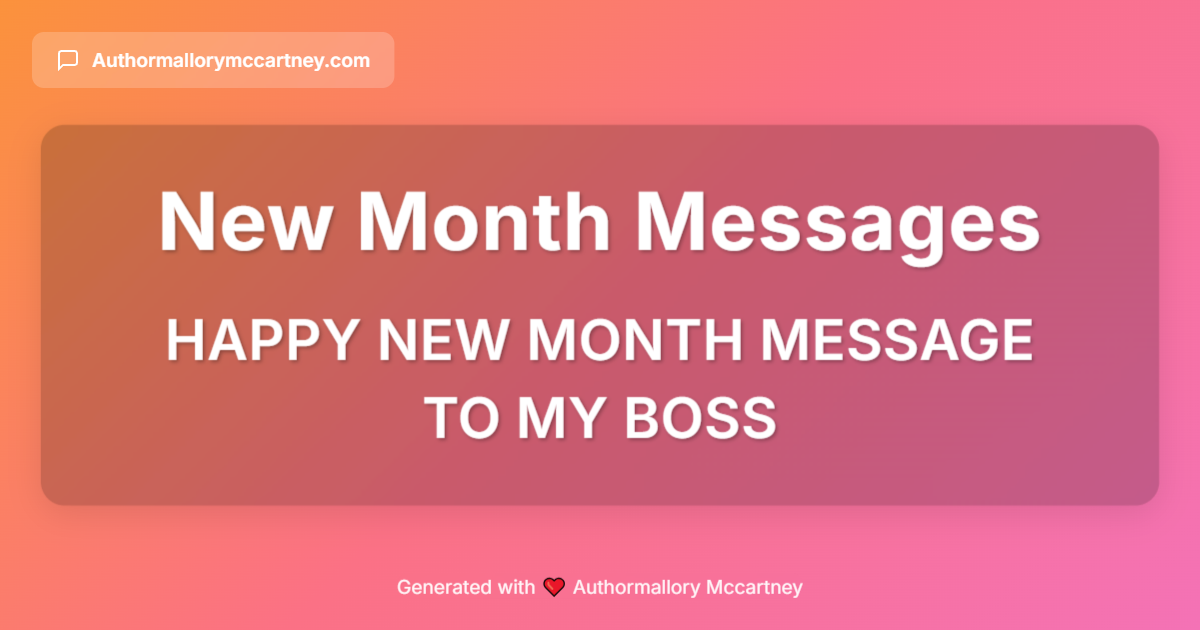 Authormallorymccartney.com
New Month Messages
HAPPY NEW MONTH MESSAGE
TO MY BOSS
Generated with ❤️ Authormallory Mccartney